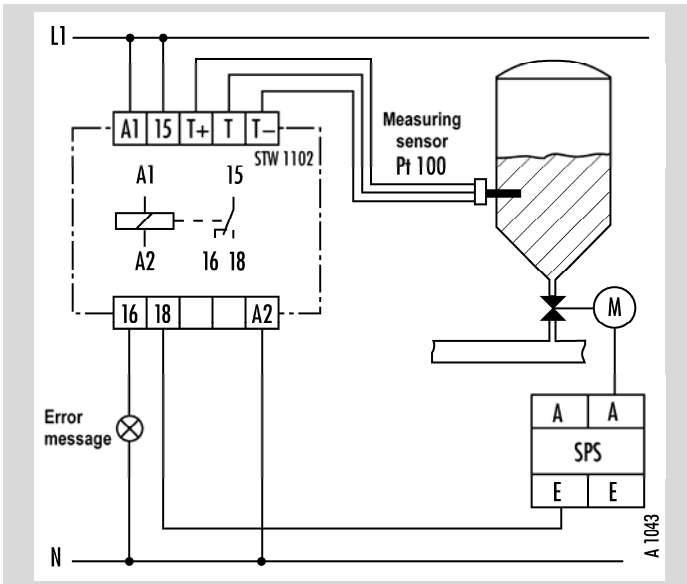 L1
A1 15 T+ T T–
STW 1102
Measuring
sensor
Pt 100
A1 15
A2 16 18
16 18 A2
M
Error
message
A A
SPS
E E
N
A 1043